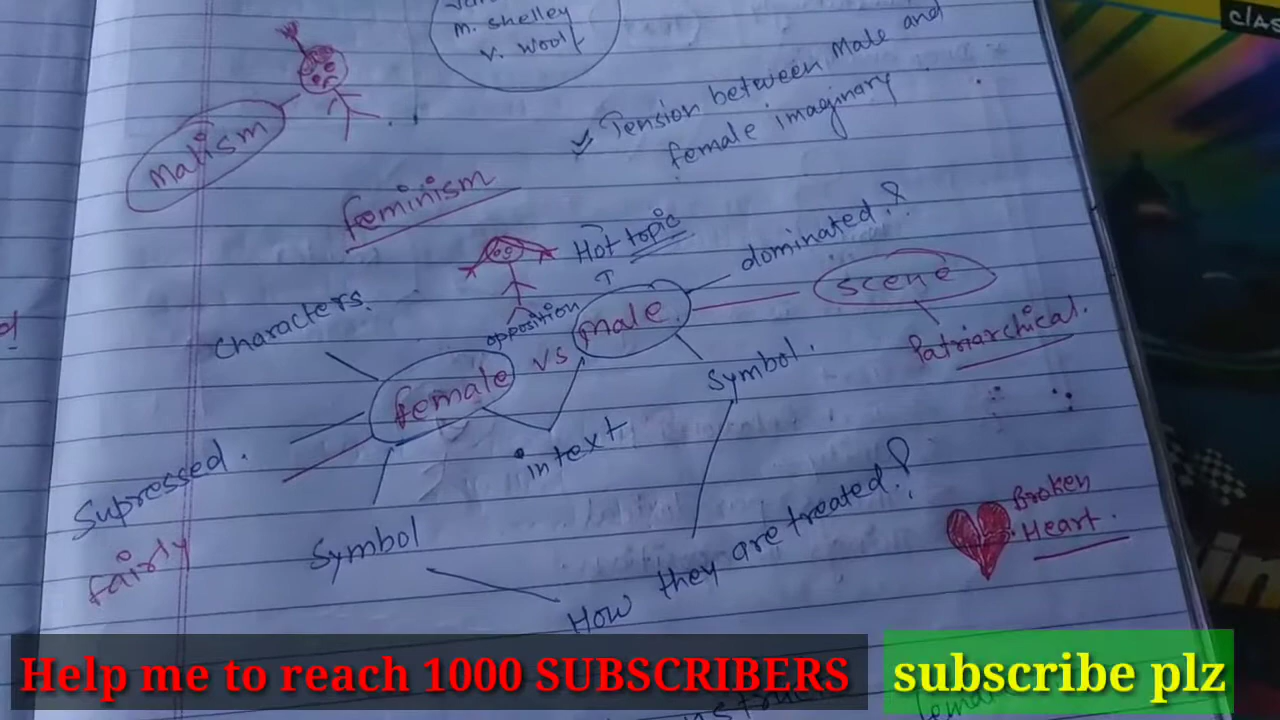 m. Shelley
V. Woolf
CLAS
Tension between Male and
female imaginary
Malism
feminism
Hot topic
dominated?
scene
Characters.
opposition
male.
female vs
Patriarchical.
Symbol.
intext
Supressed.
fairly
Symbol
How they are treated?
Broken
Heart.
Help me to reach 1000 SUBSCRIBERS
subscribe plz